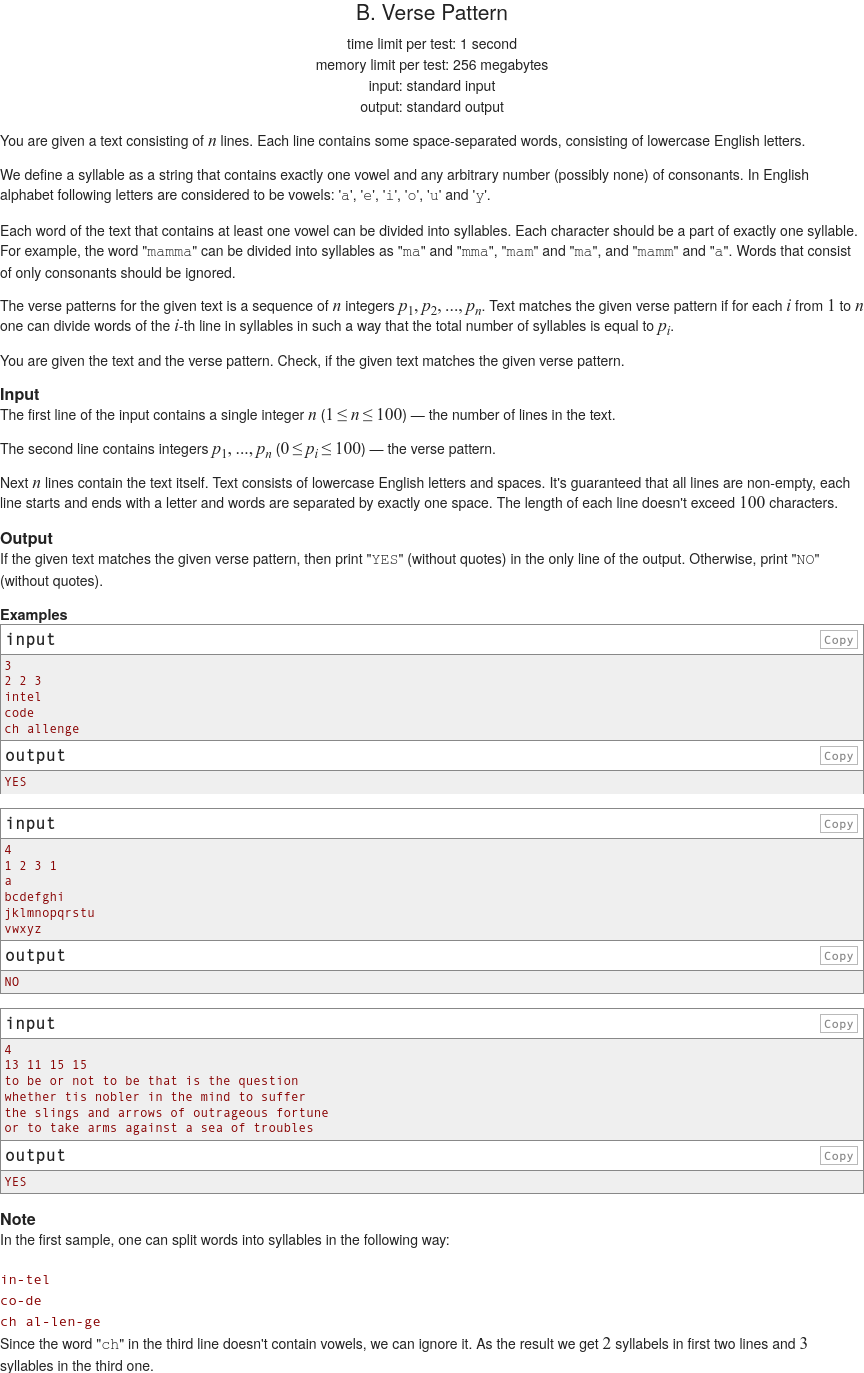 B. Verse Pattern
time limit per test: 1 second
memory limit per test: 256 megabytes
input: standard input
output: standard output
You are given a text consisting of n lines. Each line contains some space-separated words, consisting of lowercase English letters.
We define a syllable as a string that contains exactly one vowel and any arbitrary number (possibly none) of consonants. In English
alphabet following letters are considered to be vowels: 'a', 'e', 'i', 'o', 'u' and 'y'.
Each word of the text that contains at least one vowel can be divided into syllables. Each character should be a part of exactly one syllable.
For example, the word "mamma" can be divided into syllables as "ma" and "mma", "mam" and "ma", and "mamm" and "a". Words that consist
of only consonants should be ignored.
The verse patterns for the given text is a sequence of n integers p1, p2, ..., pn. Text matches the given verse pattern if for each i from 1 to n
one can divide words of the i-th line in syllables in such a way that the total number of syllables is equal to pi.
You are given the text and the verse pattern. Check, if the given text matches the given verse pattern.
Input
The first line of the input contains a single integer n (1 ≤ n ≤ 100) — the number of lines in the text.
The second line contains integers p1, ..., pn (0 ≤ pi ≤ 100) — the verse pattern.
Next n lines contain the text itself. Text consists of lowercase English letters and spaces. It's guaranteed that all lines are non-empty, each
line starts and ends with a letter and words are separated by exactly one space. The length of each line doesn't exceed 100 characters.
Output
If the given text matches the given verse pattern, then print "YES" (without quotes) in the only line of the output. Otherwise, print "NO"
(without quotes).
Examples
input Copy
3
2 2 3
intel
code
ch allenge
output Copy
YES
input Copy
4
1 2 3 1
a
bcdefghi
jklmnopqrstu
vwxyz
output Copy
NO
input Copy
4
13 11 15 15
to be or not to be that is the question
whether tis nobler in the mind to suffer
the slings and arrows of outrageous fortune
or to take arms against a sea of troubles
output Copy
YES
Note
In the first sample, one can split words into syllables in the following way:
in-tel
co-de
ch al-len-ge
Since the word "ch" in the third line doesn't contain vowels, we can ignore it. As the result we get 2 syllabels in first two lines and 3
syllables in the third one.